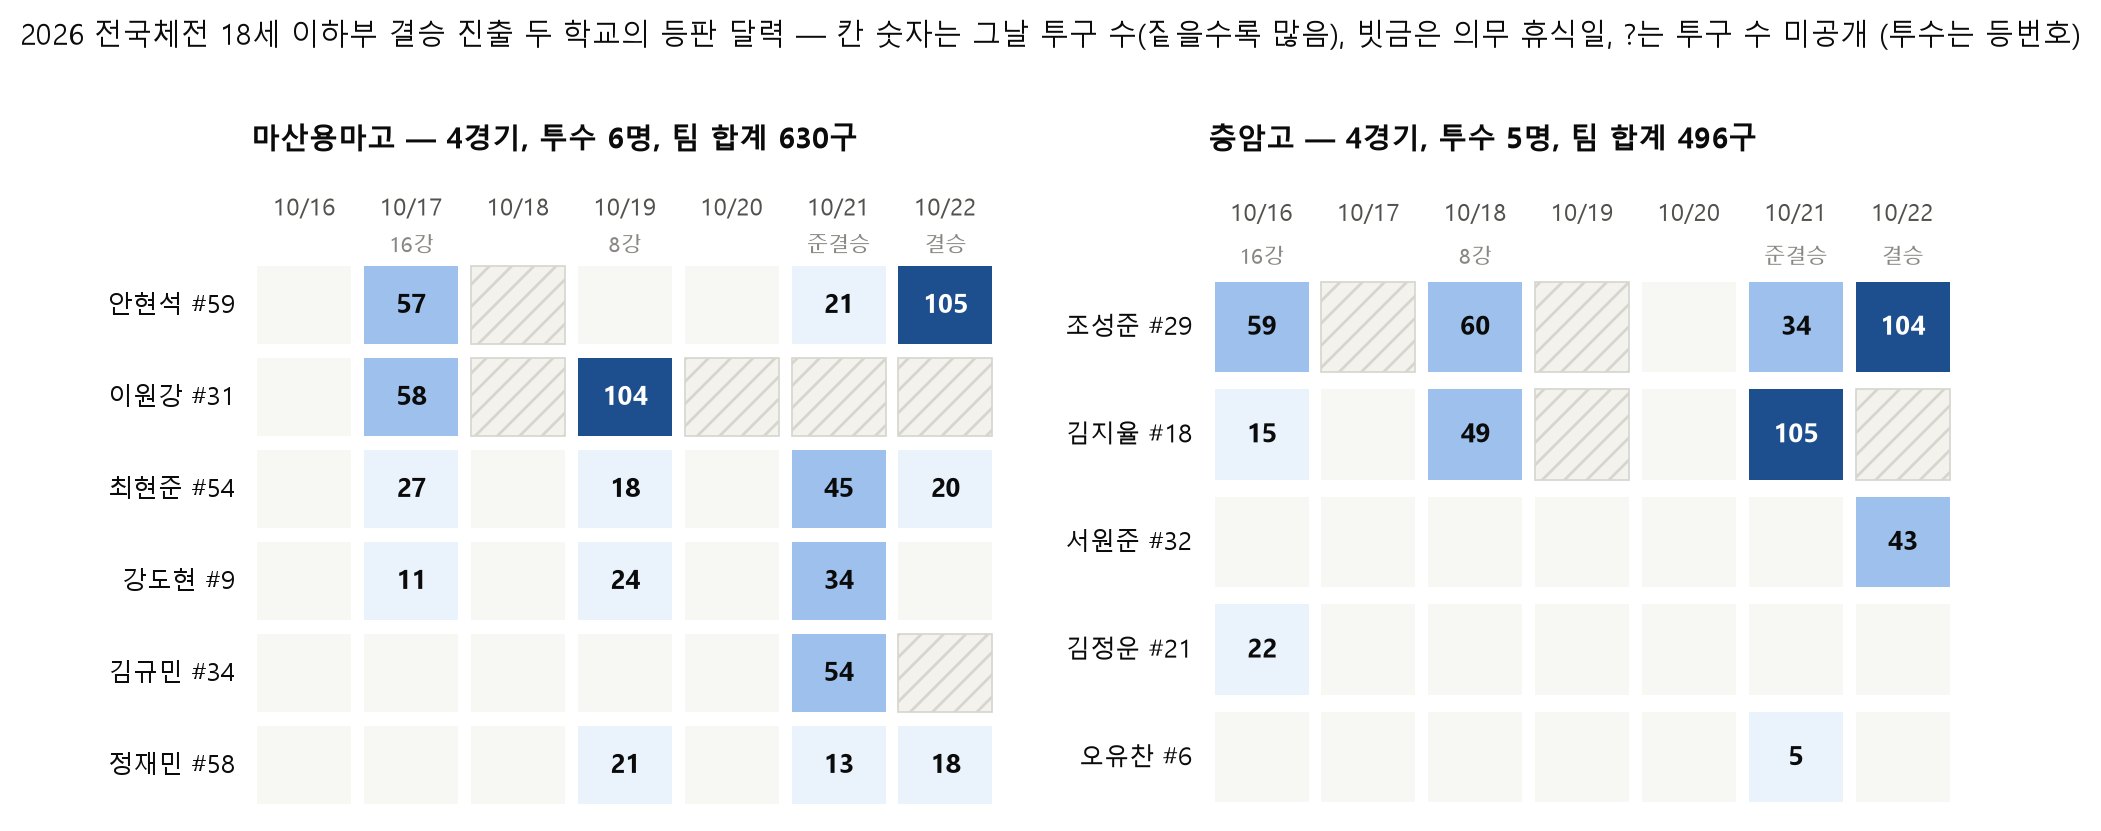 2026 전국체전 18세 이하부 결승 진출 두 학교의 등판 달력 — 칸 숫자는 그날 투구 수(짙을수록 많음), 빗금은 의무 휴식일, ?는 투구 수 미공개 (투수는 등번호)
마산용마고 — 4경기, 투수 6명, 팀 합계 630구
10/16 10/17 10/18 10/19 10/20 10/21 10/22
16강 8강 준결승 결승
안현석 #59 57 21 105
이원강 #31 58 104
최현준 #54 27 18 45 20
강도현 #9 11 24 34
김규민 #34 54
정재민 #58 21 13 18
충암고 — 4경기, 투수 5명, 팀 합계 496구
10/16 10/17 10/18 10/19 10/20 10/21 10/22
16강 8강 준결승 결승
조성준 #29 59 60 34 104
김지율 #18 15 49 105
서원준 #32 43
김정운 #21 22
오유찬 #6 5